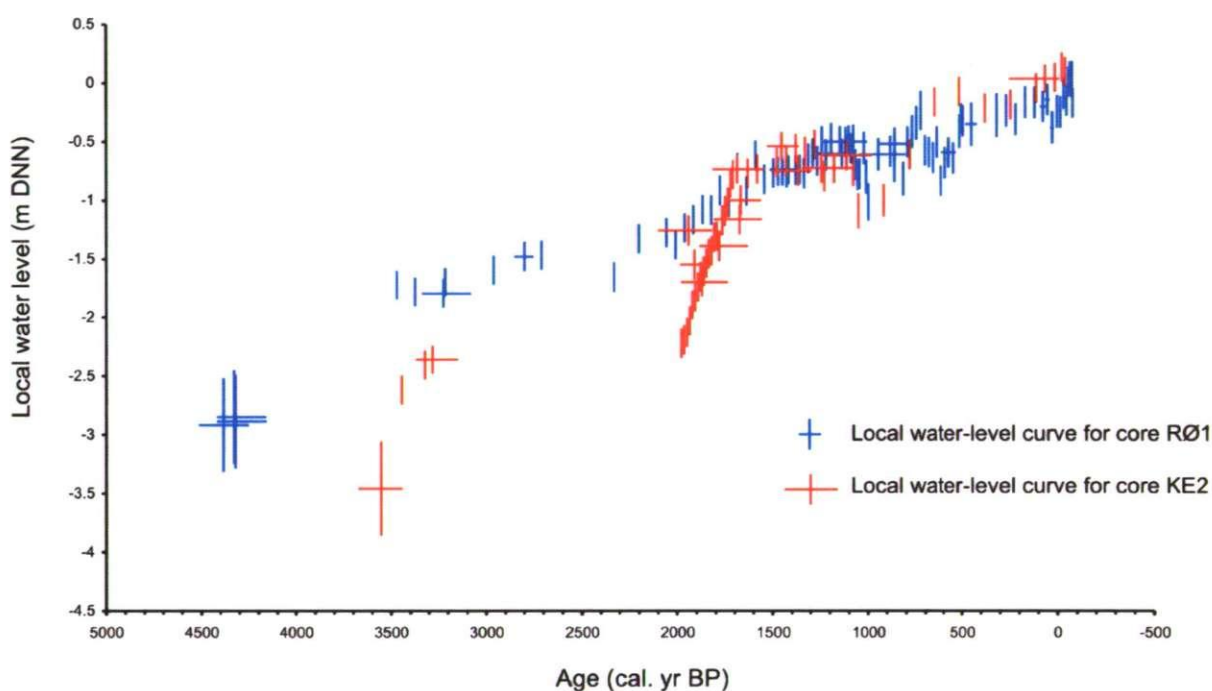 0.5
0
-0.5
-1
-1.5
-2
-2.5
-3
-3.5
-4
-4.5
Local water level (m DNN)
Local water-level curve for core RØ1
Local water-level curve for core KE2
5000 4500 4000 3500 3000 2500 2000 1500 1000 500 0 -500
Age (cal. yr BP)